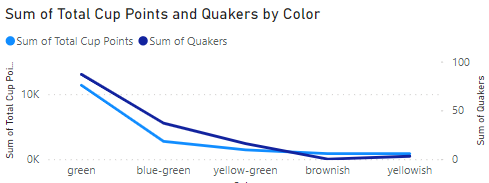 Sum of Total Cup Points and Quakers by Color
Sum of Total Cup Points Sum of Quakers
Sum of Total Cup Poi...
10K
0K
100
50
0
Sum of Quakers
green blue-green yellow-green brownish yellowish